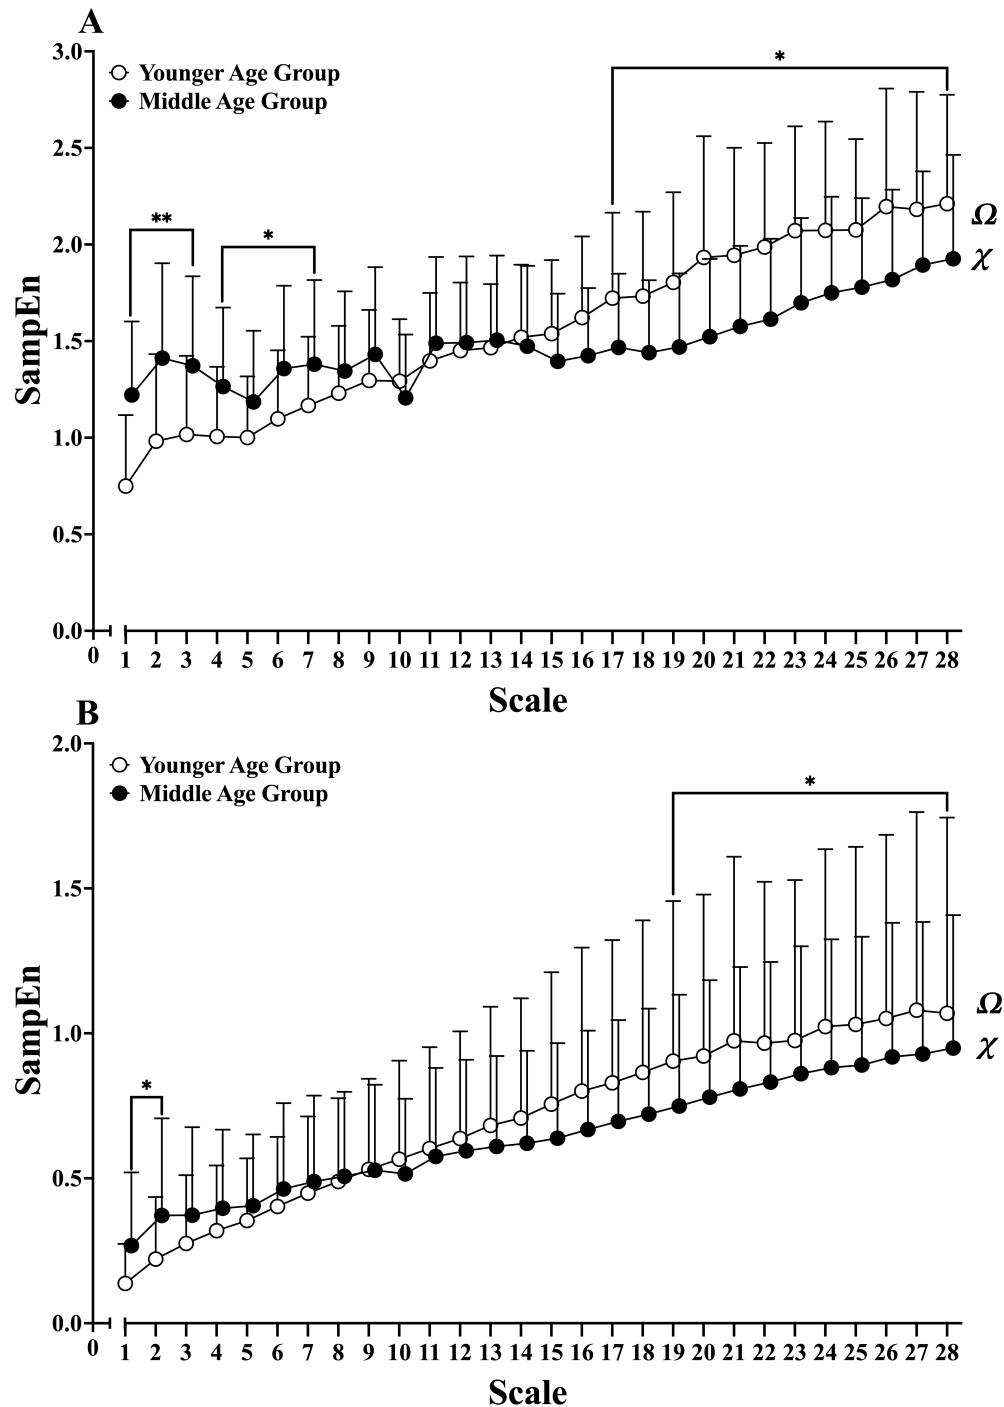 A
3.0
Younger Age Group
Middle Age Group
*
2.5
**
*
2.0
Ω
χ
SampEn
1.5
1.0
0.5
0.0
0 1 2 3 4 5 6 7 8 9 10 11 12 13 14 15 16 17 18 19 20 21 22 23 24 25 26 27 28
Scale
B
2.0
Younger Age Group
Middle Age Group
*
1.5
SampEn
1.0
Ω
χ
*
0.5
0.0
0 1 2 3 4 5 6 7 8 9 10 11 12 13 14 15 16 17 18 19 20 21 22 23 24 25 26 27 28
Scale